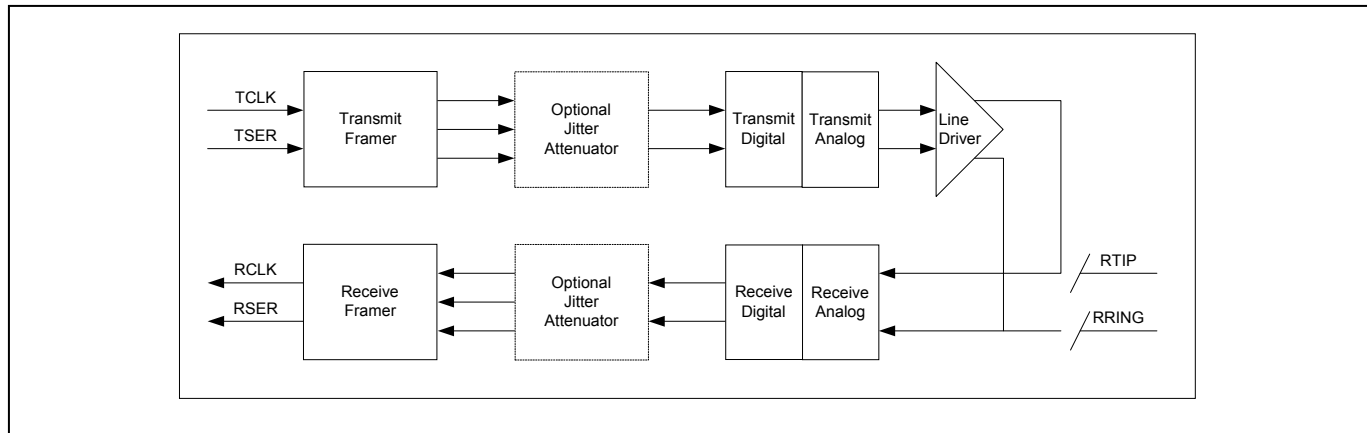 TCLK
TSER
Transmit
Framer
Optional
Jitter
Attenuator
Transmit
Digital
Transmit
Analog
Line
Driver
RCLK
RSER
Receive
Framer
Optional
Jitter
Attenuator
Receive
Digital
Receive
Analog
RTIP
RRING